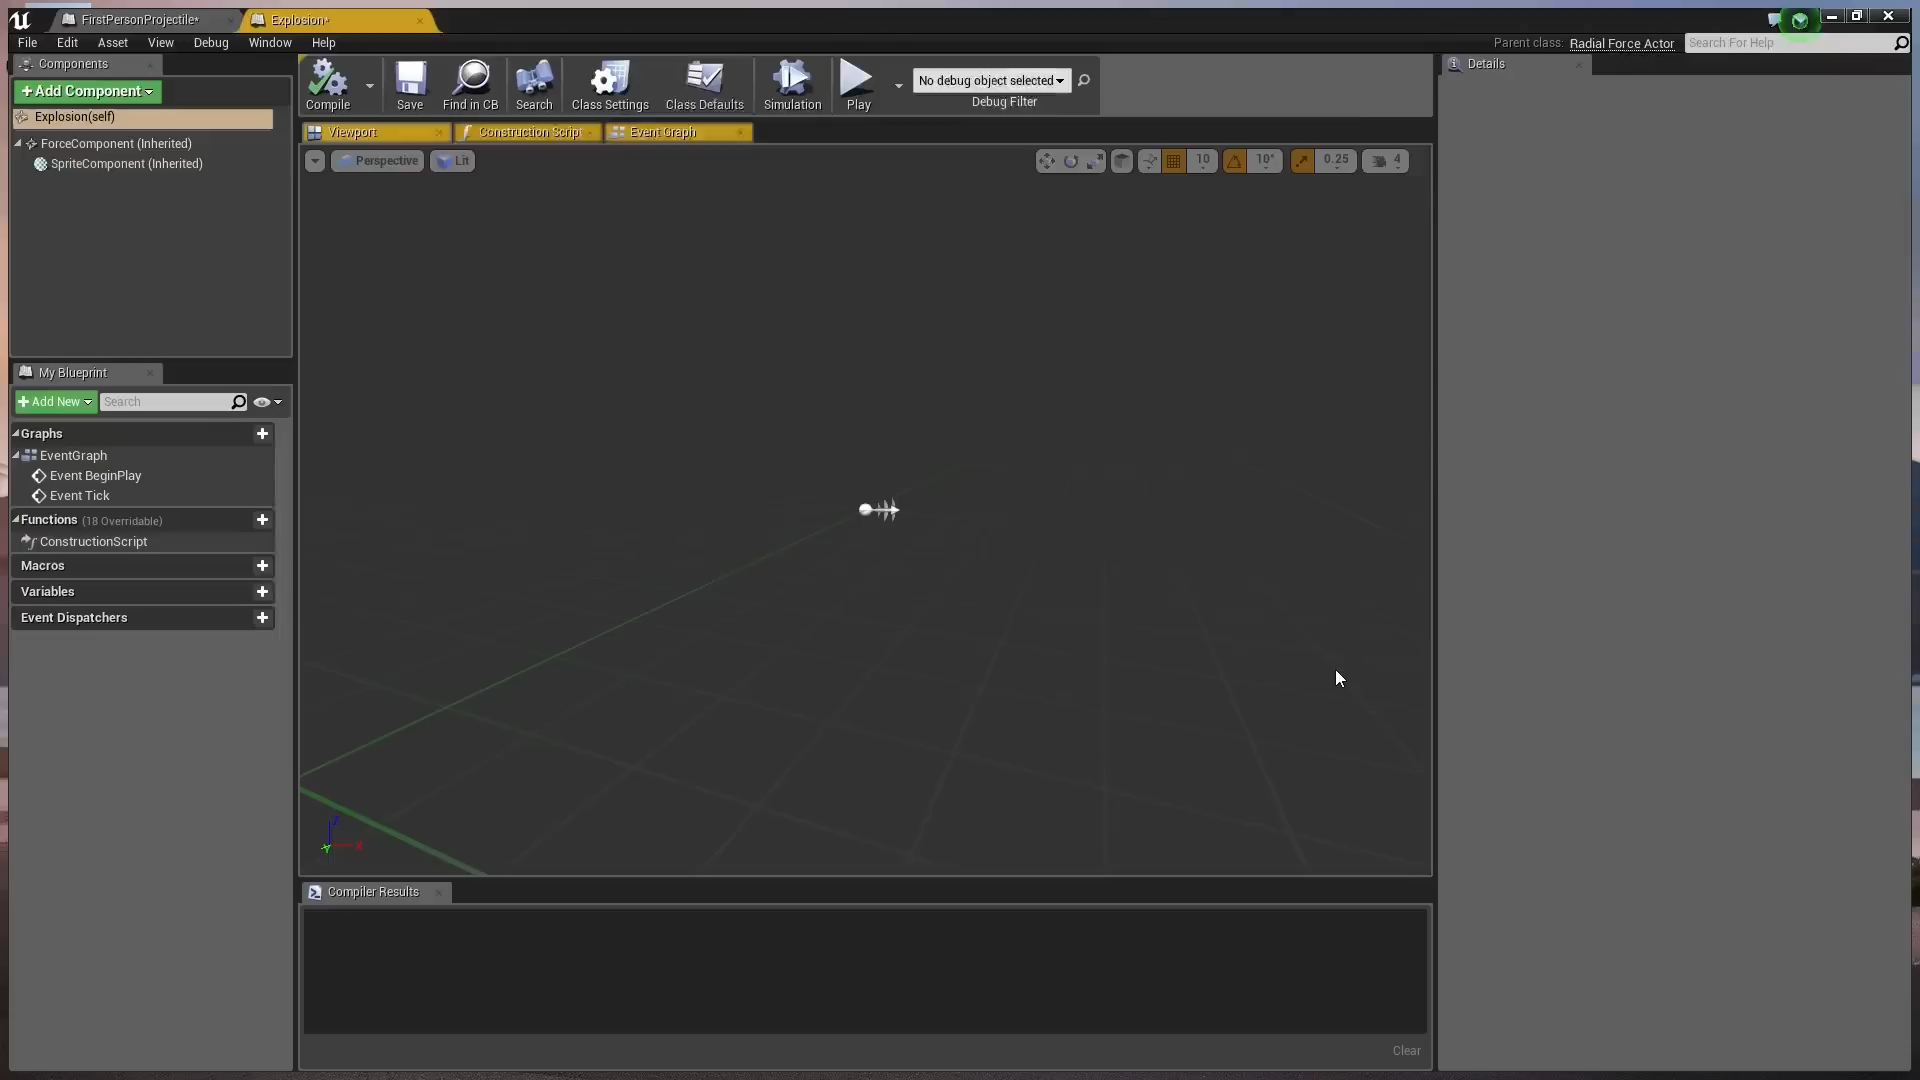 FirstPersonProjectile*
Explosion*
File Edit Asset View Debug Window Help
Parent class: Radial Force Actor
Search For Help
Components
Add Component
Explosion(self)
ForceComponent (Inherited)
SpriteComponent (Inherited)
Compile
Save
Find in CB
Search
Class Settings
Class Defaults
Simulation
Play
No debug object selected
Debug Filter
Details
Viewport
Construction Script
Event Graph
Perspective
Lit
10
10°
0.25
4
My Blueprint
Add New
Search
Graphs
EventGraph
Event BeginPlay
Event Tick
Functions (18 Overridable)
ConstructionScript
Macros
Variables
Event Dispatchers
Z
Y
X
Compiler Results
Clear